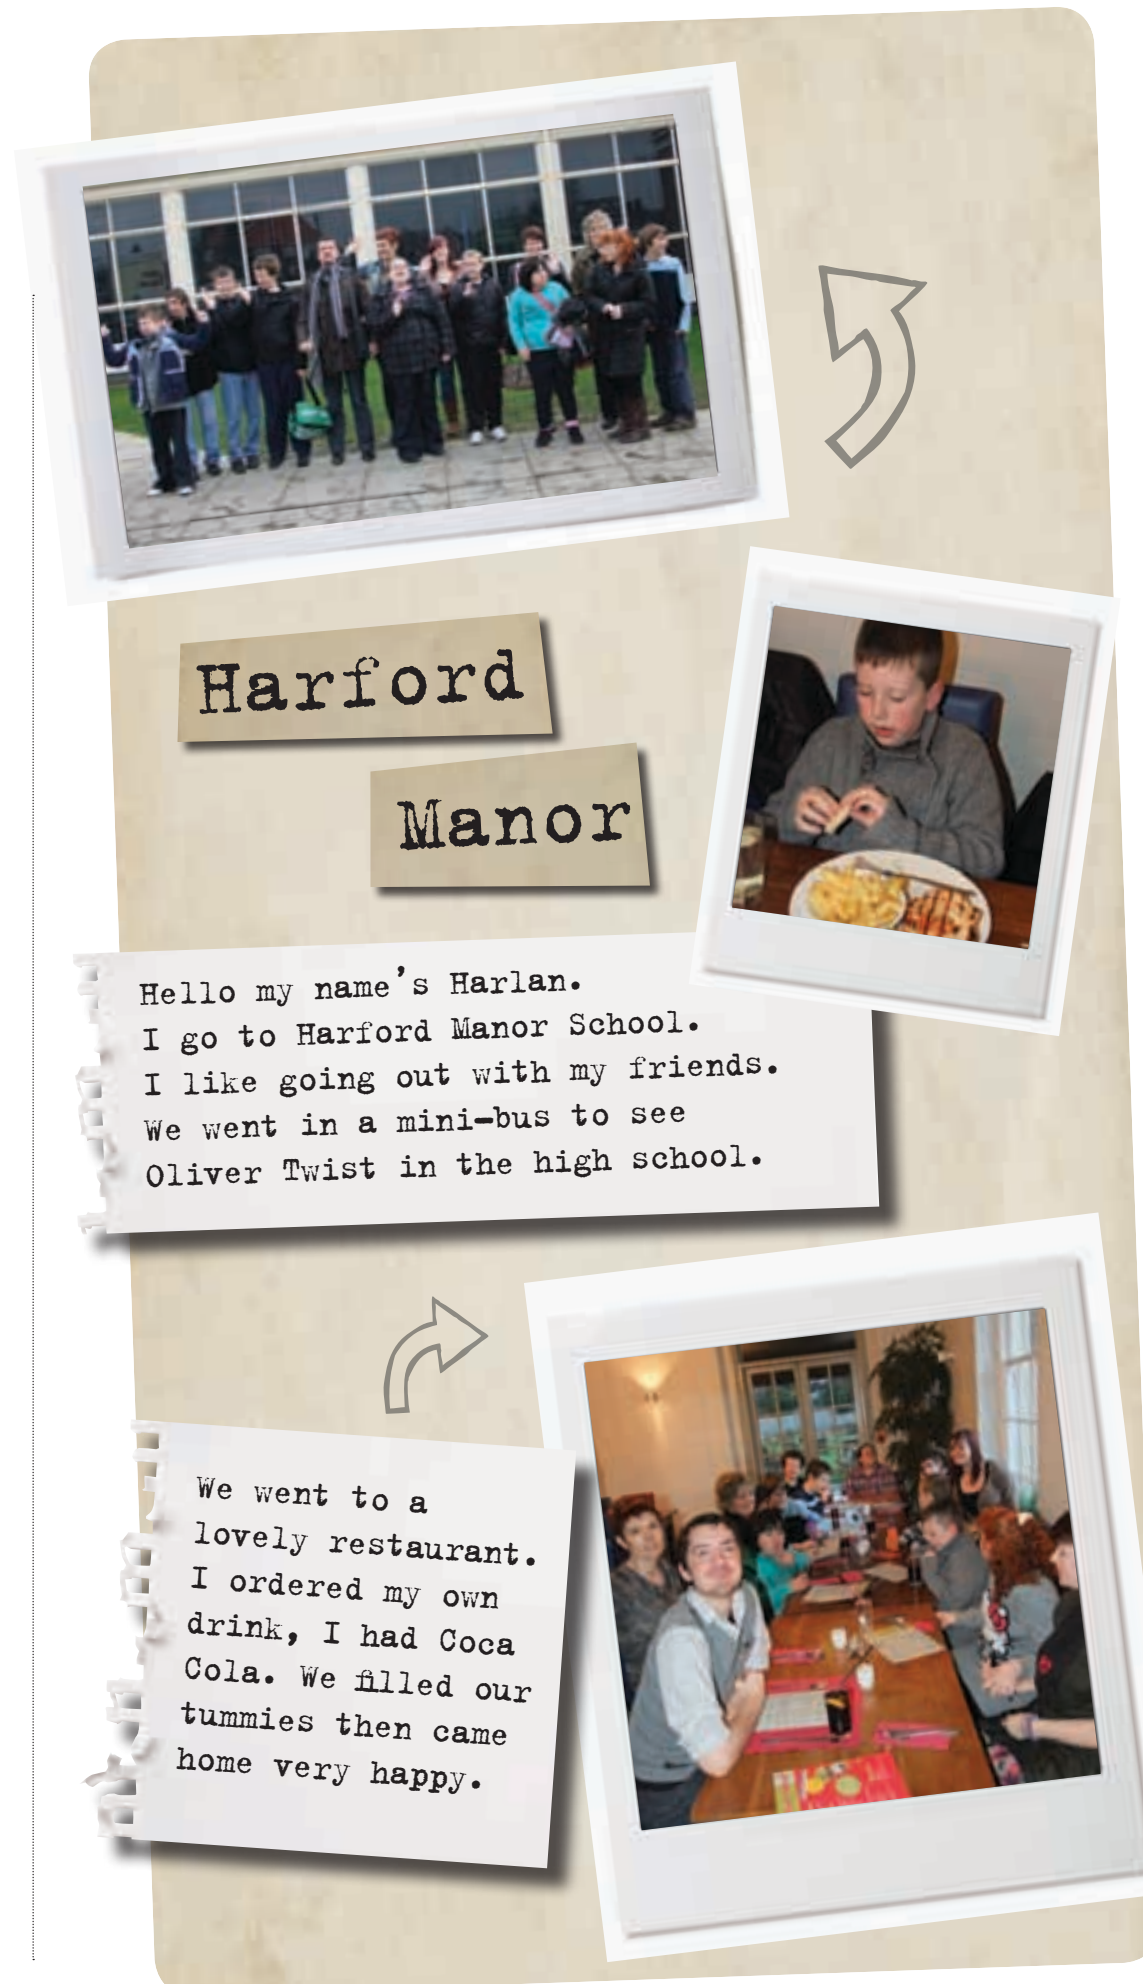 Harford
Manor
Hello my name's Harlan.
I go to Harford Manor School.
I like going out with my friends.
We went in a mini-bus to see
Oliver Twist in the high school.
We went to a
lovely restaurant.
I ordered my own
drink, I had Coca
Cola. We filled our
tummies then came
home very happy.